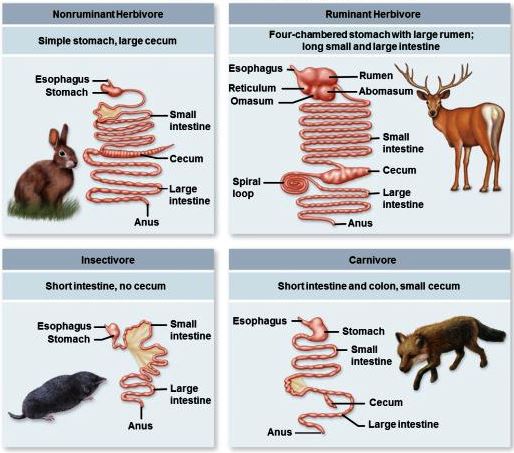 Nonruminant Herbivore
Simple stomach, large cecum
Esophagus
Stomach
Small
intestine
Cecum
Large
intestine
Anus
Ruminant Herbivore
Four-chambered stomach with large rumen;
long small and large intestine
Esophagus
Rumen
Reticulum
Abomasum
Omasum
Small
intestine
Cecum
Spiral
loop
Large
intestine
Anus
Insectivore
Short intestine, no cecum
Esophagus
Stomach
Small
intestine
Large
intestine
Anus
Carnivore
Short intestine and colon, small cecum
Esophagus
Stomach
Small
intestine
Cecum
Large intestine
Anus